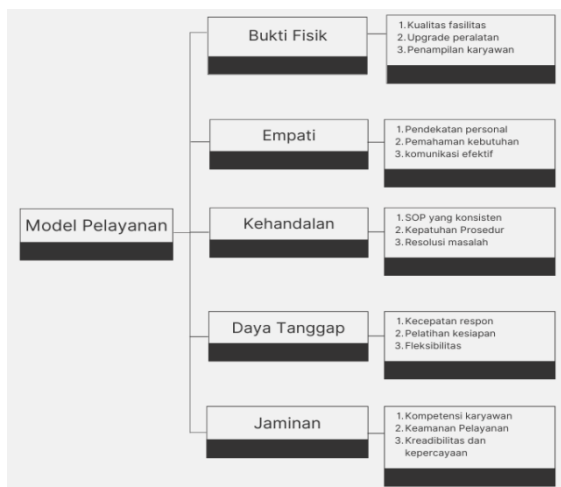 Bukti Fisik
1.Kualitas fasilitas
2.Upgrade peralatan
3.Penampilan karyawan
Empati
1.Pendekatan personal
2.Pemahaman kebutuhan
3.komunikasi efektif
Model Pelayanan
Kehandalan
1.SOP yang konsisten
2.Kepatuhan Prosedur
3.Resolusi masalah
Daya Tanggap
1.Kecepatan respon
2.Pelatihan kesiapan
3.Fleksibilitas
Jaminan
1.Kompetensi karyawan
2.Keamanan Pelayanan
3.Kreadibilitas dan
kepercayaan